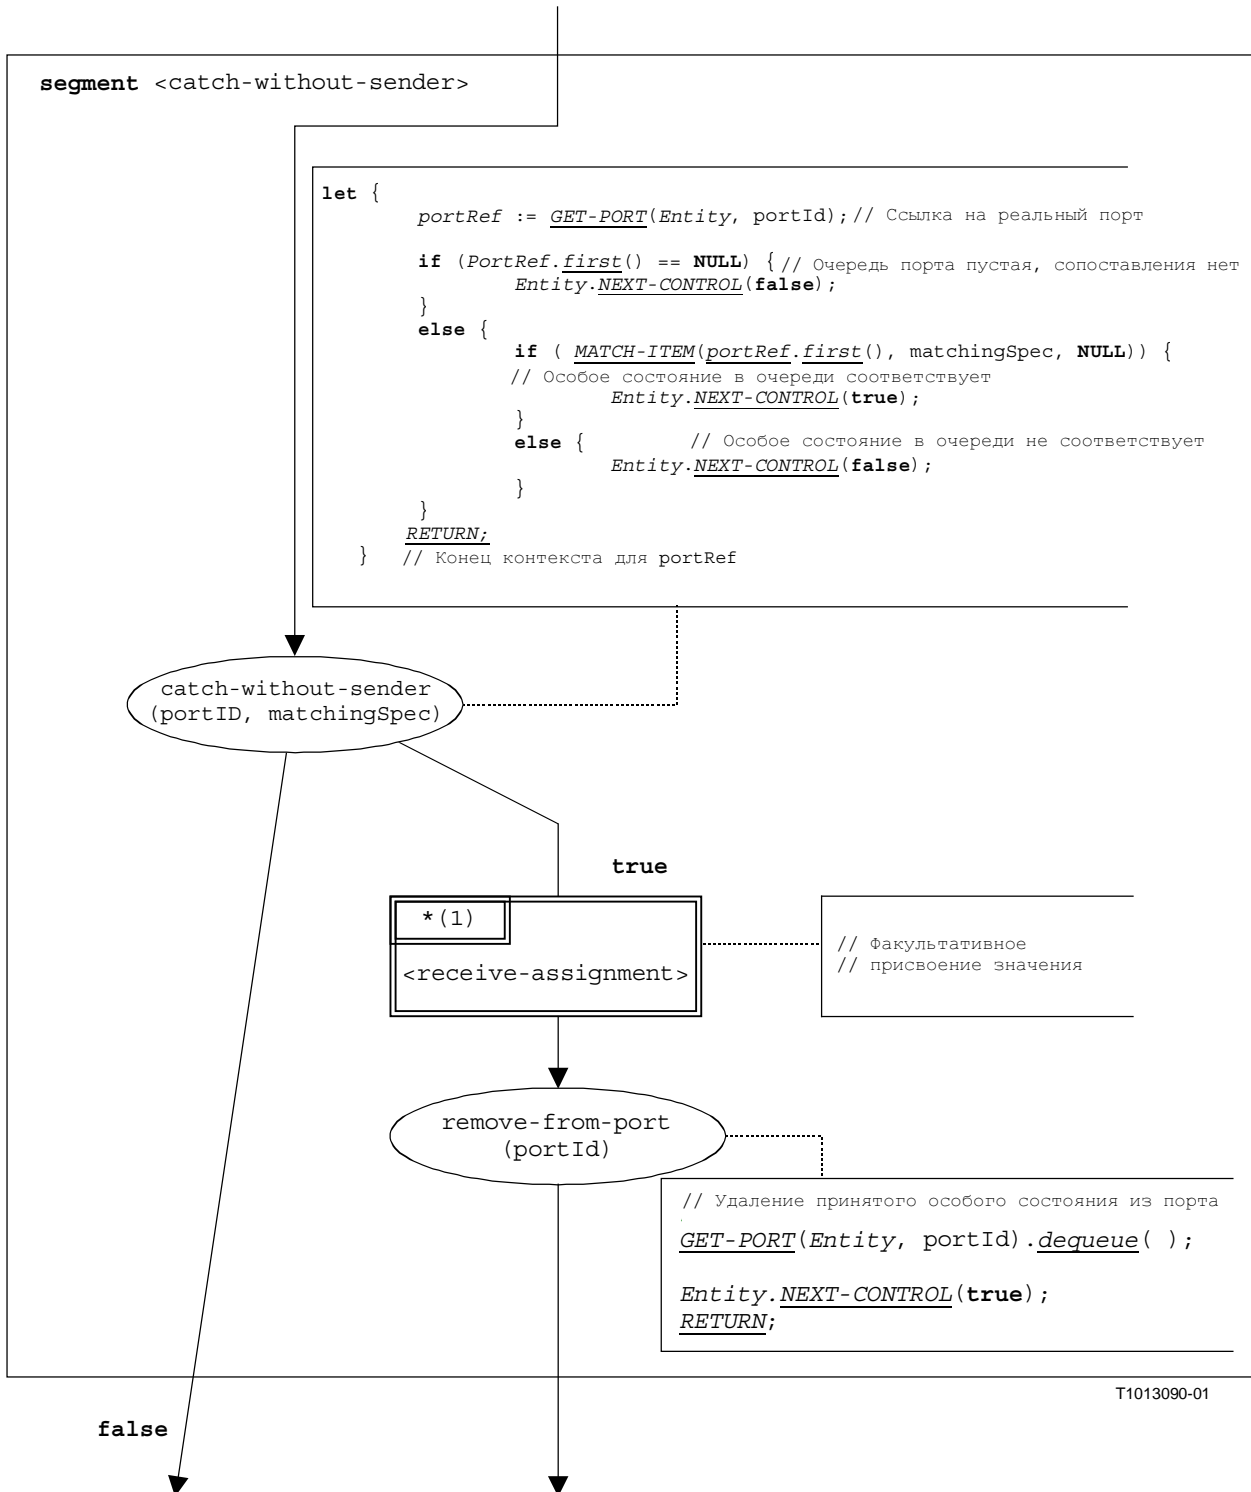 segment <catch-without-sender>
let {
portRef := GET-PORT(Entity, portId); // Ссылка на реальный порт
if (PortRef.first() == NULL) { // Очередь порта пустая, сопоставления нет
Entity.NEXT-CONTROL(false);
}
else {
if ( MATCH-ITEM(portRef.first(), matchingSpec, NULL)) {
// Особое состояние в очереди соответствует
Entity.NEXT-CONTROL(true);
}
else { // Особое состояние в очереди не соответствует
Entity.NEXT-CONTROL(false);
}
}
RETURN;
} // Конец контекста для portRef
catch-without-sender
(portID, matchingSpec)
true
*(1)
<receive-assignment>
// Факультативное
// присвоение значения
remove-from-port
(portId)
// Удаление принятого особого состояния из порта
GET-PORT(Entity, portId).dequeue( );
Entity.NEXT-CONTROL(true);
RETURN;
T1013090-01
false